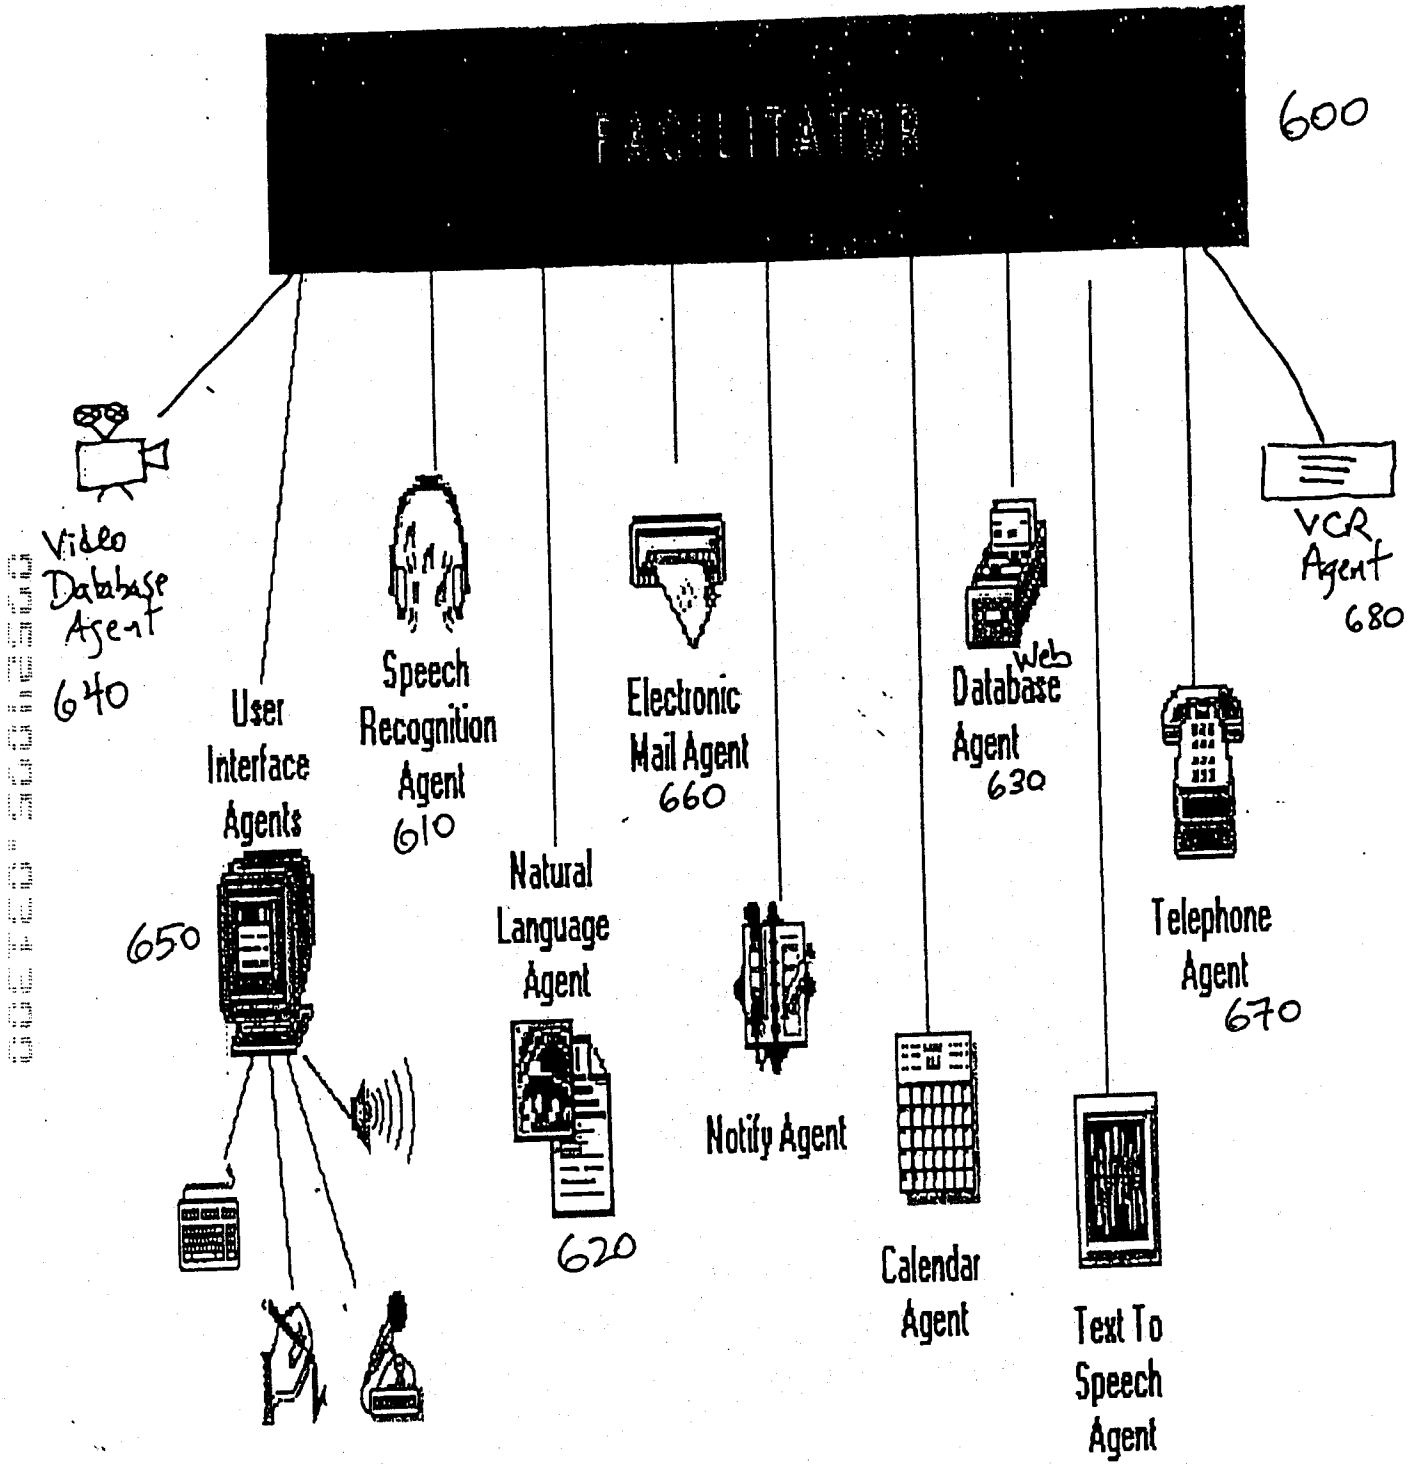 FACILITATOR
600
Video
Database
Agent
640
User
Interface
Agents
650
Speech
Recognition
Agent
610
Natural
Language
Agent
620
Electronic
Mail Agent
660
Notify Agent
Calendar
Agent
Web
Database
Agent
630
Text To
Speech
Agent
Telephone
Agent
670
VCR
Agent
680